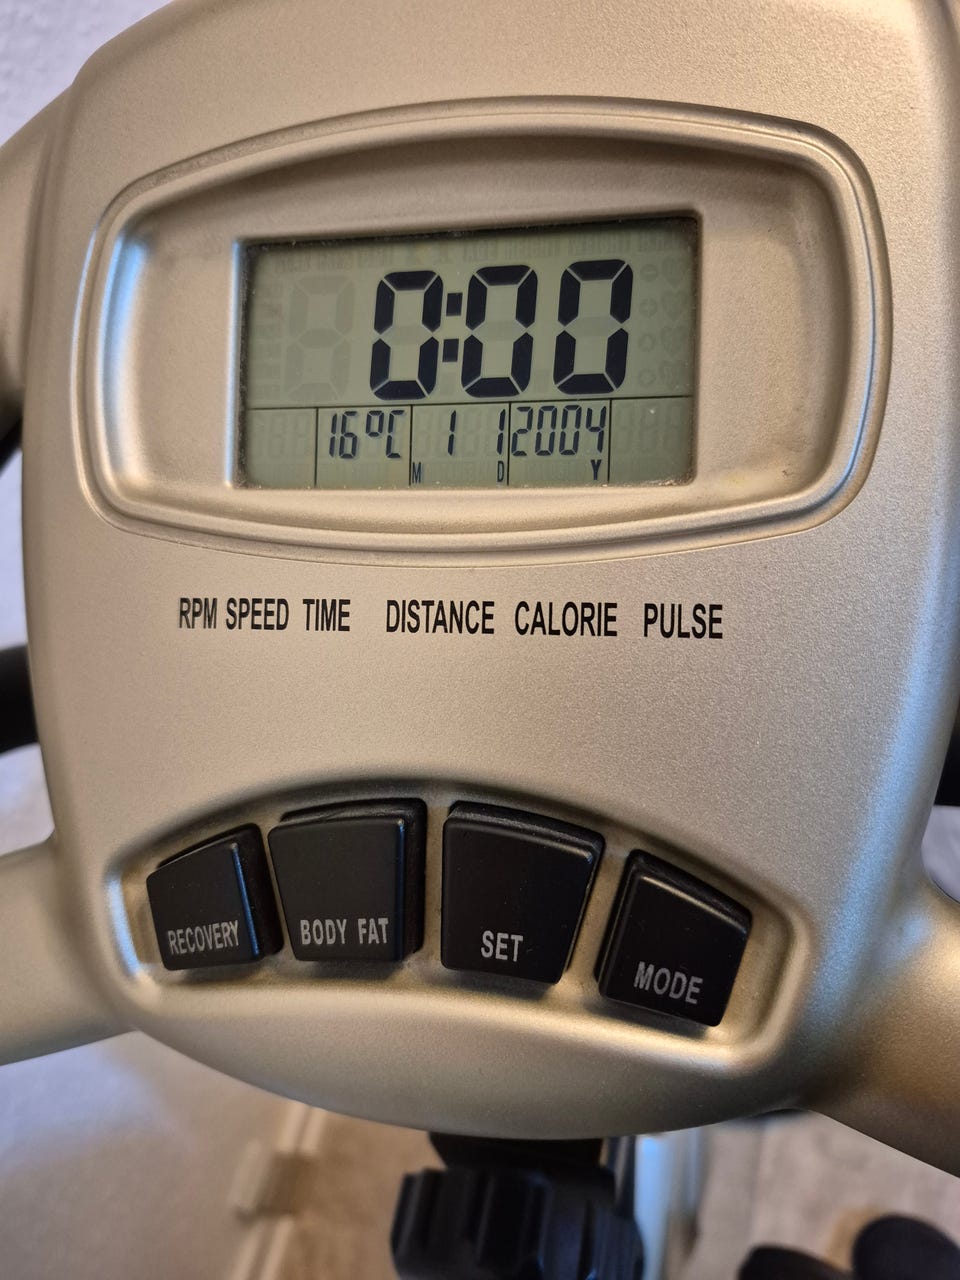 0:00
16°C M 1 D 1 Y 2004
RPM SPEED TIME DISTANCE CALORIE PULSE
RECOVERY BODY FAT SET MODE